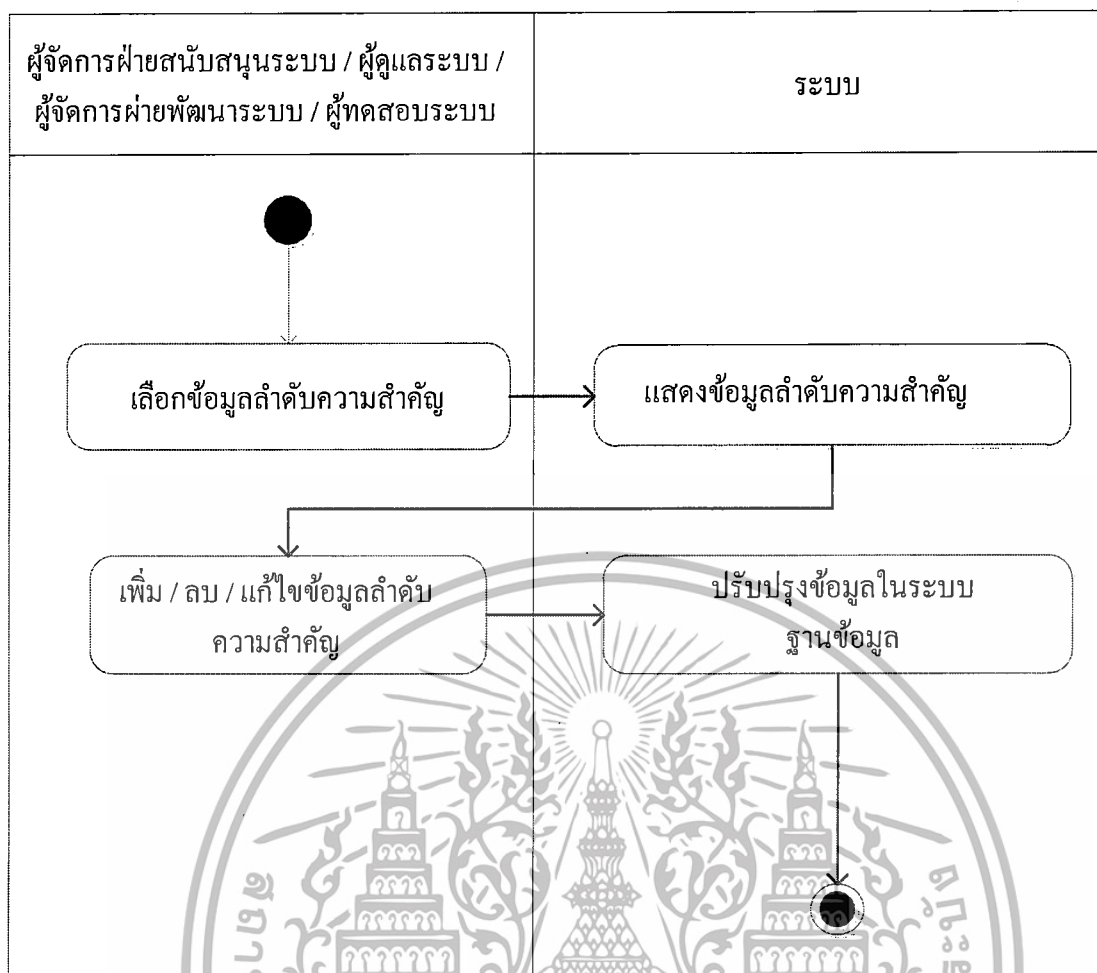 ผู้จัดการฝ่ายสนับสนุนระบบ / ผู้ดูแลระบบ /
ผู้จัดการฝ่ายพัฒนาระบบ / ผู้ทดสอบระบบ
ระบบ
เลือกข้อมูลลำดับความสำคัญ
แสดงข้อมูลลำดับความสำคัญ
เพิ่ม / ลบ / แก้ไขข้อมูลลำดับ
ความสำคัญ
ปรับปรุงข้อมูลในระบบ
ฐานข้อมูล